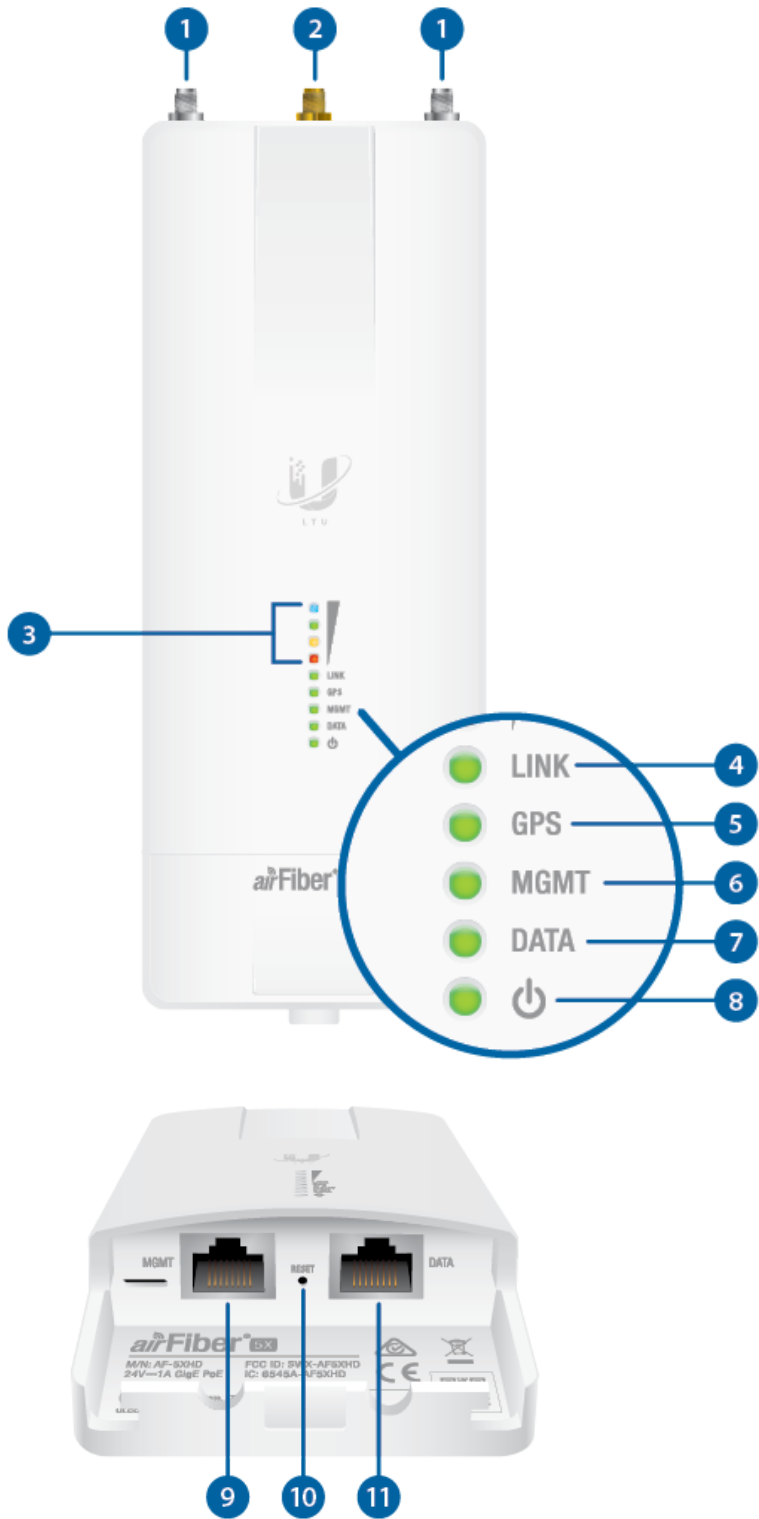 1
2
1
U
LTU
3
LINK
GPS
MGMT
DATA
LINK
4
GPS
5
MGMT
6
DATA
7
8
airFiber®
MGMT
RESET
DATA
airFiber® 5X
M/N: AF-5XHD
FCC ID: SWX-AF5XHD
24V⎓1A GigE PoE
IC: 6545A-AF5XHD
CE
9
10
11